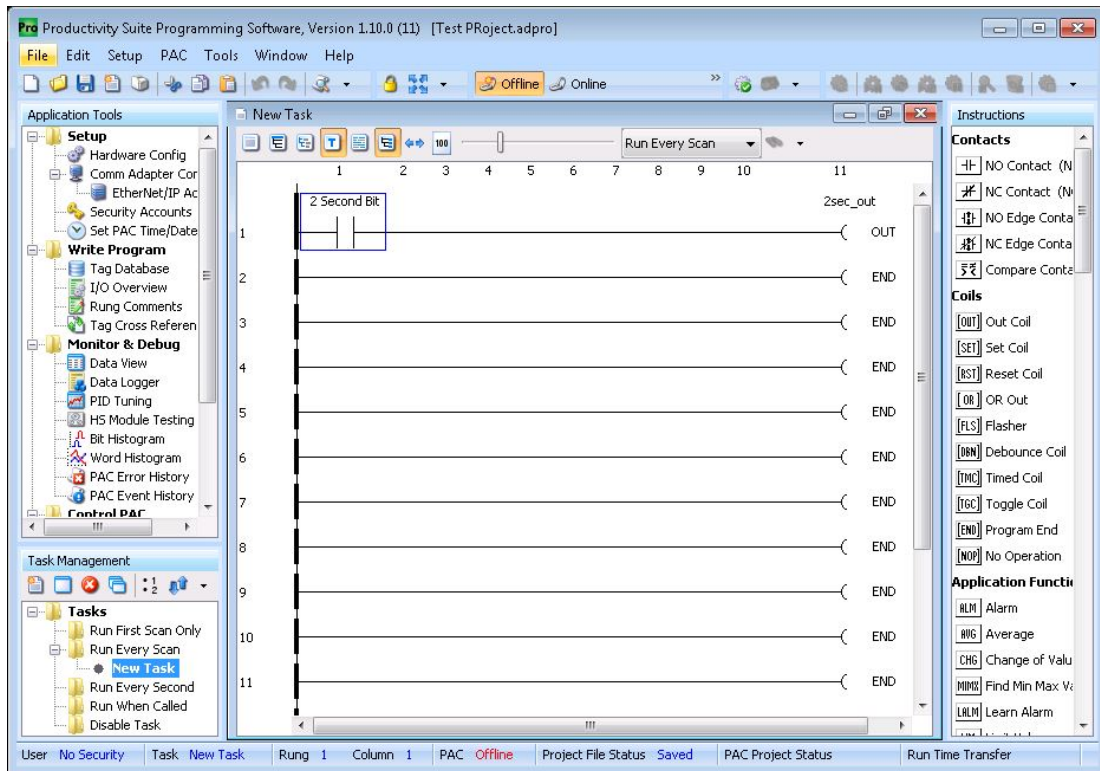 Pro Productivity Suite Programming Software, Version 1.10.0 (11) [Test PRoject.adpro]
File Edit Setup PAC Tools Window Help
Offline Online »
Application Tools
Setup
Hardware Config
Comm Adapter Cor
EtherNet/IP Ac
Security Accounts
Set PAC Time/Date
Write Program
Tag Database
I/O Overview
Rung Comments
Tag Cross Referen
Monitor & Debug
Data View
Data Logger
PID Tuning
HS Module Testing
Bit Histogram
Word Histogram
PAC Error History
PAC Event History
Control PAC
Task Management
Tasks
Run First Scan Only
Run Every Scan
New Task
Run Every Second
Run When Called
Disable Task
New Task
T 100 Run Every Scan
1 2 3 4 5 6 7 8 9 10 11
2 Second Bit 2sec_out
1 OUT
2 END
3 END
4 END
5 END
6 END
7 END
8 END
9 END
10 END
11 END
Instructions
Contacts
NO Contact (N
NC Contact (N
NO Edge Conta
NC Edge Conta
Compare Conta
Coils
[OUT] Out Coil
[SET] Set Coil
[RST] Reset Coil
[OR] OR Out
[FLS] Flasher
[DBN] Debounce Coil
[TMC] Timed Coil
[TGC] Toggle Coil
[END] Program End
[NOP] No Operation
Application Functi
ALM Alarm
AVG Average
CHG Change of Valu
MIMX Find Min Max Va
LALM Learn Alarm
User No Security Task New Task Rung 1 Column 1 PAC Offline Project File Status Saved PAC Project Status Run Time Transfer